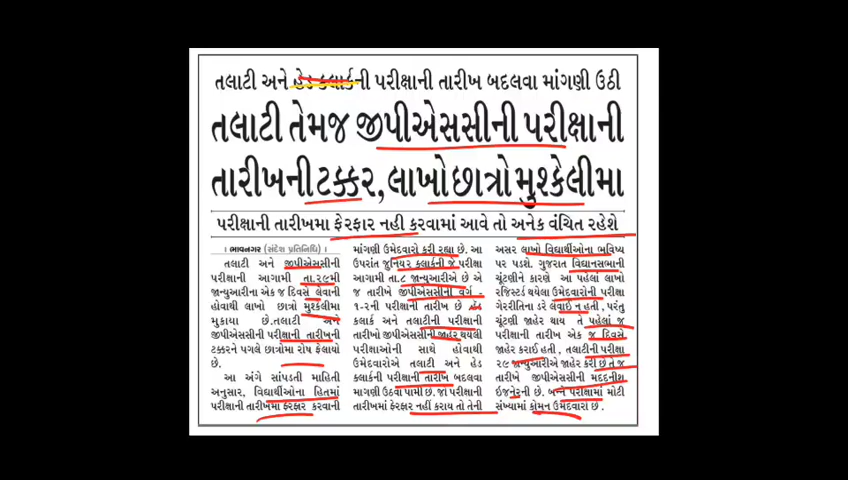 તલાટી અને હેડ કલાર્કની પરીક્ષાની તારીખ બદલવા માંગણી ઉઠી
તલાટી તેમજ જીપીએસસીની પરીક્ષાની
તારીખની ટક્કર, લાખો છાત્રો મુશ્કેલીમા
પરીક્ષાની તારીખમા ફેરફાર નહી કરવામાં આવે તો અનેક વંચિત રહેશે
। ભાવનગર (સંદેશ પ્રતિનિધિ) ।
તલાટી અને જીપીએસસીની
પરીક્ષાની આગામી તા.૨૯મી
જાન્યુઆરીના એક જ દિવસે લેવાની
હોવાથી લાખો છાત્રો મુશ્કેલીમા
મુકાયા છે.તલાટી અને
જીપીએસસીની પરીક્ષાની તારીખની
ટક્કરને પગલે છાત્રોમા રોષ ફેલાયો
છે.
આ અંગે સાંપડતી માહિતી
અનુસાર, વિદ્યાર્થીઓના હિતમાં
પરીક્ષાની તારીખમા ફેરફાર કરવાની
માંગણી ઉમેદવારો કરી રહ્યા છે. આ
ઉપરાંત જુનિયર ક્લાર્કની જે પરીક્ષા
આગામી તા.૮ જાન્યુઆરીએ છે એ
જ તારીખે જીપીએસસીની વર્ગ -
૧-૨ની પરીક્ષાની તારીખ છે .હેડ
કલાર્ક અને તલાટીની પરીક્ષાની
તારીખો જીપીએસસીની જાહેર થયેલી
પરીક્ષાઓની સાથે હોવાથી
ઉમેદવારોએ તલાટી અને હેડ
કલાર્કની પરીક્ષાની તારીખ બદલવા
માગણી ઉઠવા પામી છે. જાે પરીક્ષાની
તારીખમાં ફેરફાર નહીં કરાય તો તેની
અસર લાખો વિદ્યાર્થીઓના ભવિષ્ય
પર પડશે. ગુજરાત વિદ્યાનસભાની
ચૂંટણીને કારણે આ પહેલાં લાખો
રજિસ્ટર્ડ થયેલા ઉમેદવારોની પરીક્ષા
ગેરરીતિના ડરે લેવાઈ ન હતી, પરંતુ
ચૂંટણી જાહેર થાય તે પહેલાં જ
પરીક્ષાની તારીખ એક જ દિવસે
જાહેર કરાઈ હતી , તલાટીની પરીક્ષા
૨૯ જાન્યુઆરીએ જાહેર કરી છે તે જ
તારીખે જીપીએસસીની મદદનીશ
ઇજનેરની છે. બન્ને પરીક્ષામાં મોટી
સંખ્યામાં કોમન ઉમેદવારો છે .